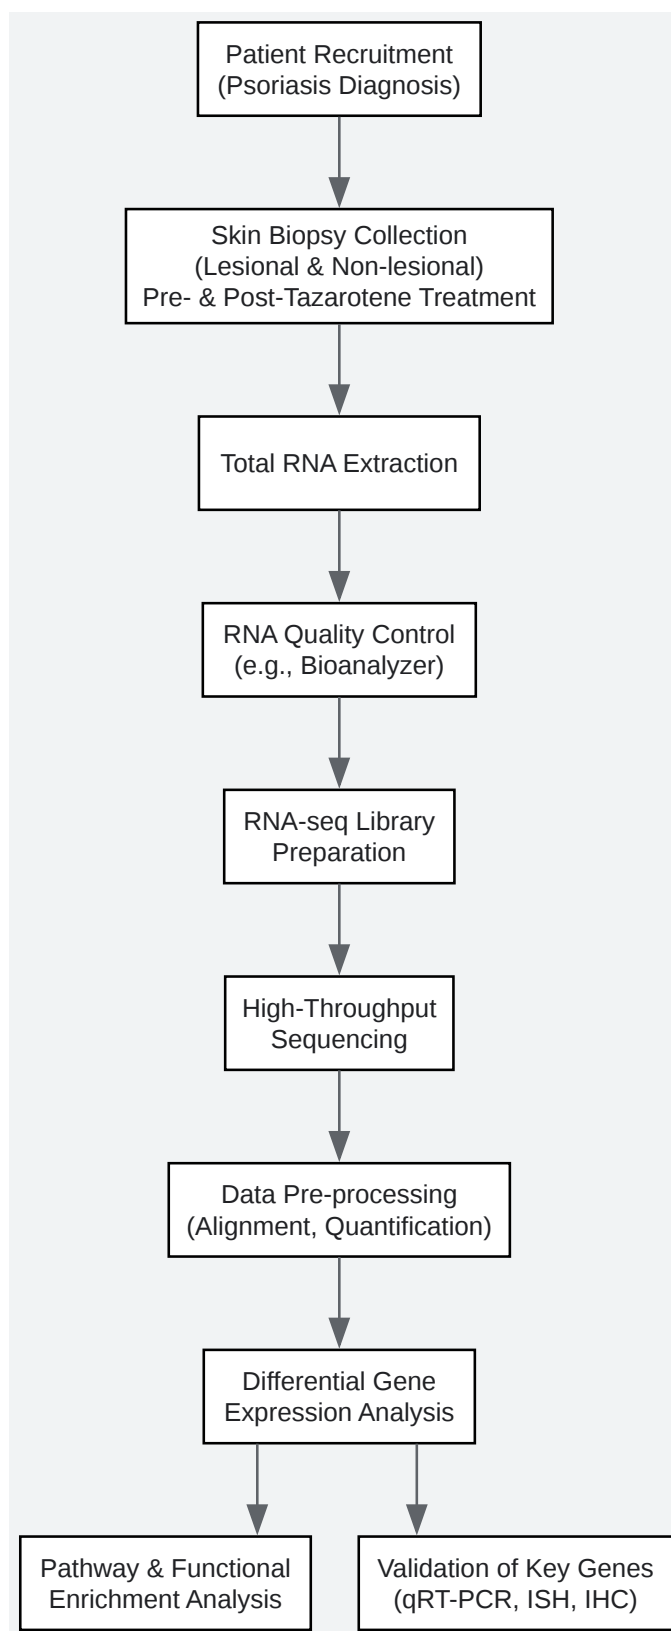 Patient Recruitment
(Psoriasis Diagnosis)
Skin Biopsy Collection
(Lesional & Non-lesional)
Pre- & Post-Tazarotene Treatment
Total RNA Extraction
RNA Quality Control
(e.g., Bioanalyzer)
RNA-seq Library
Preparation
High-Throughput
Sequencing
Data Pre-processing
(Alignment, Quantification)
Differential Gene
Expression Analysis
Pathway & Functional
Enrichment Analysis
Validation of Key Genes
(qRT-PCR, ISH, IHC)